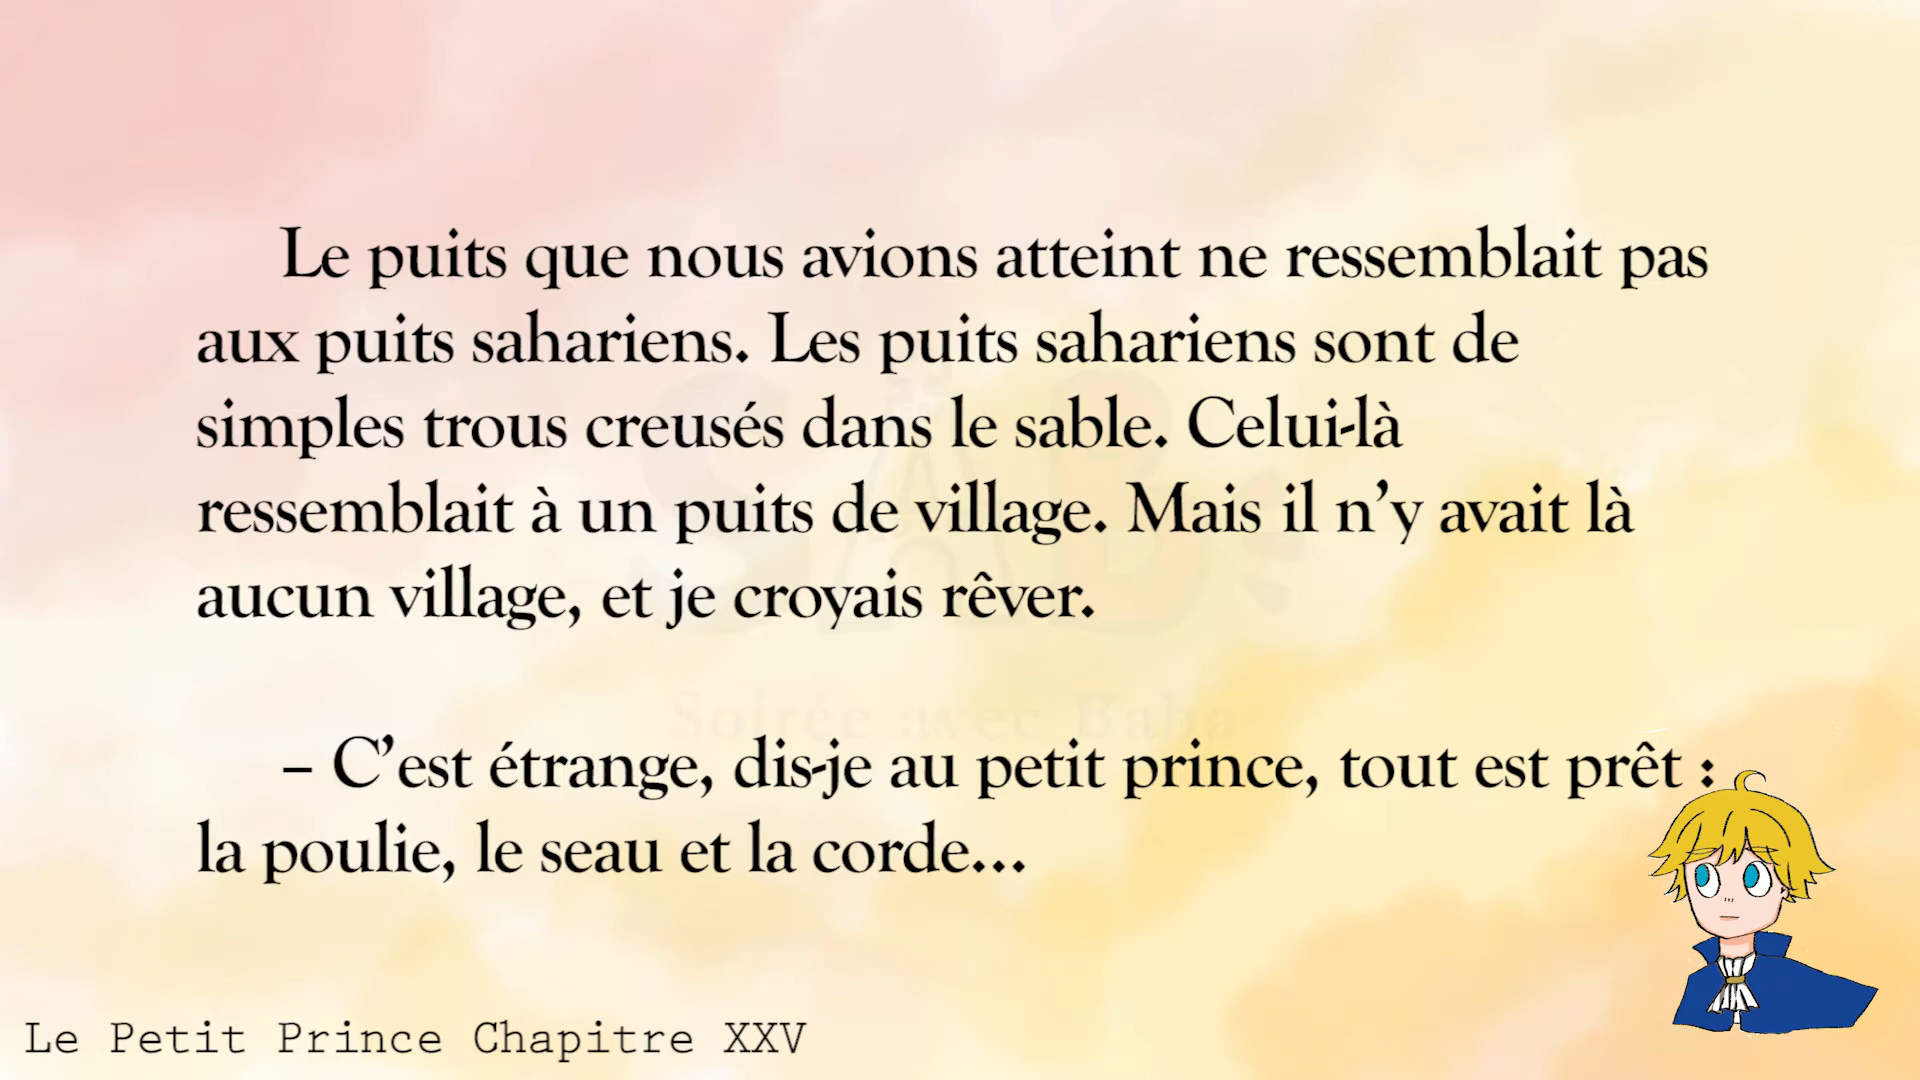 Le puits que nous avions atteint ne ressemblait pas
aux puits sahariens. Les puits sahariens sont de
simples trous creusés dans le sable. Celui-là
ressemblait à un puits de village. Mais il n’y avait là
aucun village, et je croyais rêver.
Soirée avec Baba
– C’est étrange, dis-je au petit prince, tout est prêt :
la poulie, le seau et la corde...
Le Petit Prince Chapitre XXV